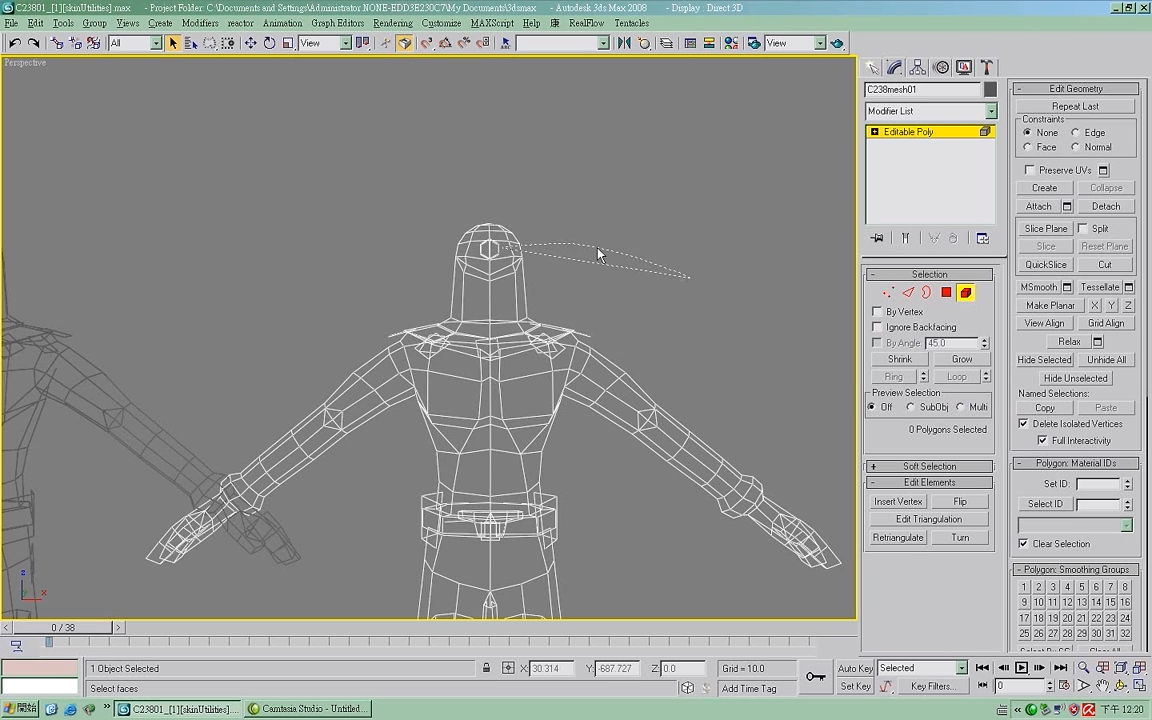 C23801_[1][skinUtilities].max - Project Folder: C:\Documents and Settings\Administrator NONE-EDD3E230C7\My Documents\3dsmax - Autodesk 3ds Max 2008 - Display : Direct 3D
File Edit Tools Group Views Create Modifiers reactor Animation Graph Editors Rendering Customize MAXScript Help 康 RealFlow Tentacles
All View View
Perspective
C238mesh01
Modifier List
Editable Poly
Selection
By Vertex
Ignore Backfacing
By Angle: 45.0
Shrink Grow
Ring Loop
Preview Selection
Off SubObj Multi
0 Polygons Selected
Soft Selection
Edit Elements
Insert Vertex Flip
Edit Triangulation
Retriangulate Turn
Edit Geometry
Repeat Last
Constraints
None Edge
Face Normal
Preserve UVs
Create Collapse
Attach Detach
Slice Plane Split
Slice Reset Plane
QuickSlice Cut
MSmooth Tessellate
Make Planar X Y Z
View Align Grid Align
Relax
Hide Selected Unhide All
Hide Unselected
Named Selections:
Copy Paste
Delete Isolated Vertices
Full Interactivity
Polygon: Material IDs
Set ID:
Select ID
Clear Selection
Polygon: Smoothing Groups
1 2 3 4 5 6 7 8
9 10 11 12 13 14 15 16
17 18 19 20 21 22 23 24
25 26 27 28 29 30 31 32
z x
0 / 38
1 Object Selected X: 30.314 Y: -687.727 Z: 0.0 Grid = 10.0 Auto Key Selected
Select faces Add Time Tag Set Key Key Filters... 0
開始 C23801_[1][skinUtilities]... Camtasia Studio - Untitled... 下午 12:20